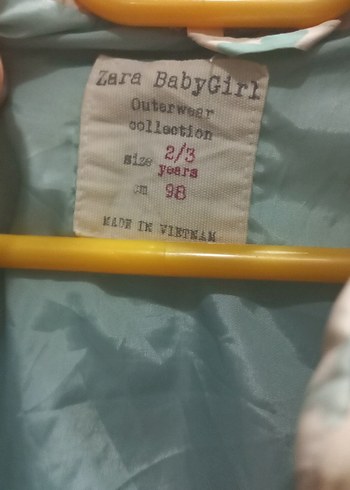 Zara BabyGirl
Outerwear
collection
size 2/3
years
cm 98
MADE IN VIETNAM